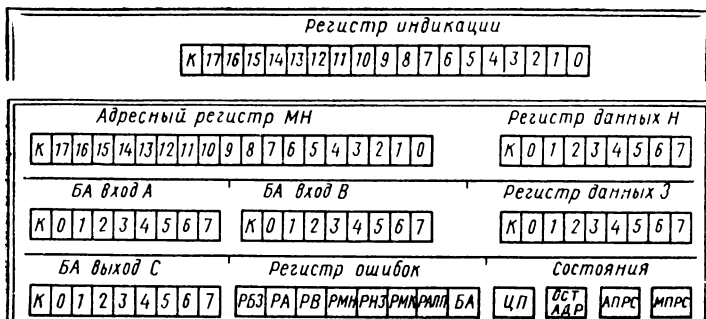 Регистр индикации
К 17 16 15 14 13 12 11 10 9 8 7 6 5 4 3 2 1 0
Адресный регистр МН Регистр данных Н
К 17 16 15 14 13 12 11 10 9 8 7 6 5 4 3 2 1 0 К 0 1 2 3 4 5 6 7
БА вход А БА вход В Регистр данных З
К 0 1 2 3 4 5 6 7 К 0 1 2 3 4 5 6 7 К 0 1 2 3 4 5 6 7
БА выход С Регистр ошибок Состояния
К 0 1 2 3 4 5 6 7 РБЗ РА РВ РМН РНЗ РМК РАЛП БА ЦП ОСТ АДР АПРС МПРС